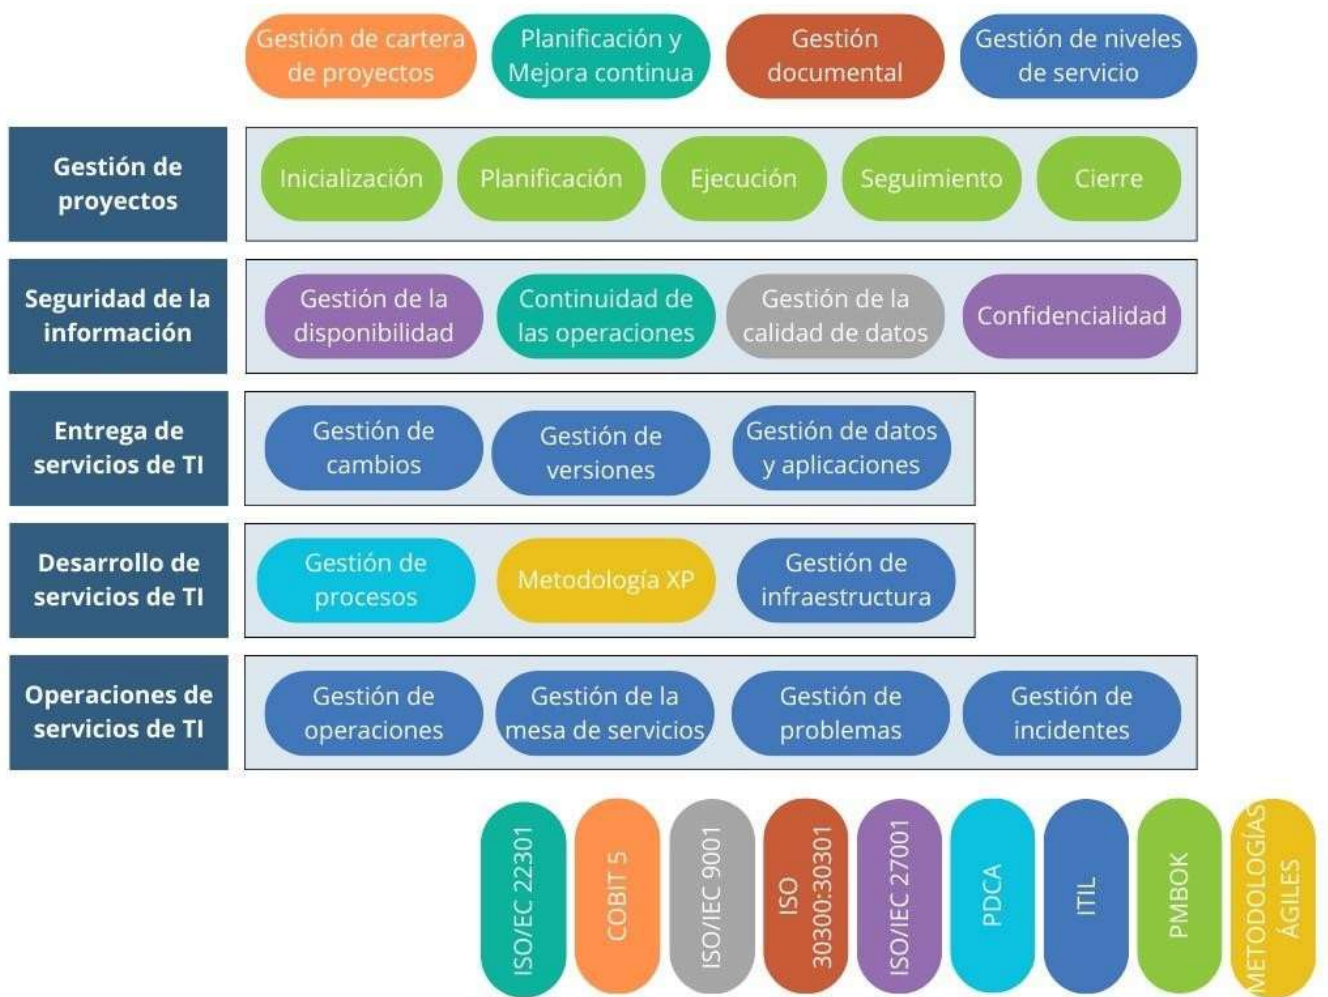 Gestión de cartera
de proyectos
Planificación y
Mejora continua
Gestión
documental
Gestión de niveles
de servicio
Gestión de
proyectos
Inicialización
Planificación
Ejecución
Seguimiento
Cierre
Seguridad de la
información
Gestión de la
disponibilidad
Continuidad de
las operaciones
Gestión de la
calidad de datos
Confidencialidad
Entrega de
servicios de TI
Gestión de
cambios
Gestión de
versiones
Gestión de datos
y aplicaciones
Desarrollo de
servicios de TI
Gestión de
procesos
Metodología XP
Gestión de
infraestructura
Operaciones de
servicios de TI
Gestión de
operaciones
Gestión de la
mesa de servicios
Gestión de
problemas
Gestión de
incidentes
ISO/EC 22301
COBIT 5
ISO/IEC 9001
ISO
30300:30301
ISO/IEC 27001
PDCA
ITIL
PMBOK
METODOLOGÍAS
ÁGILES